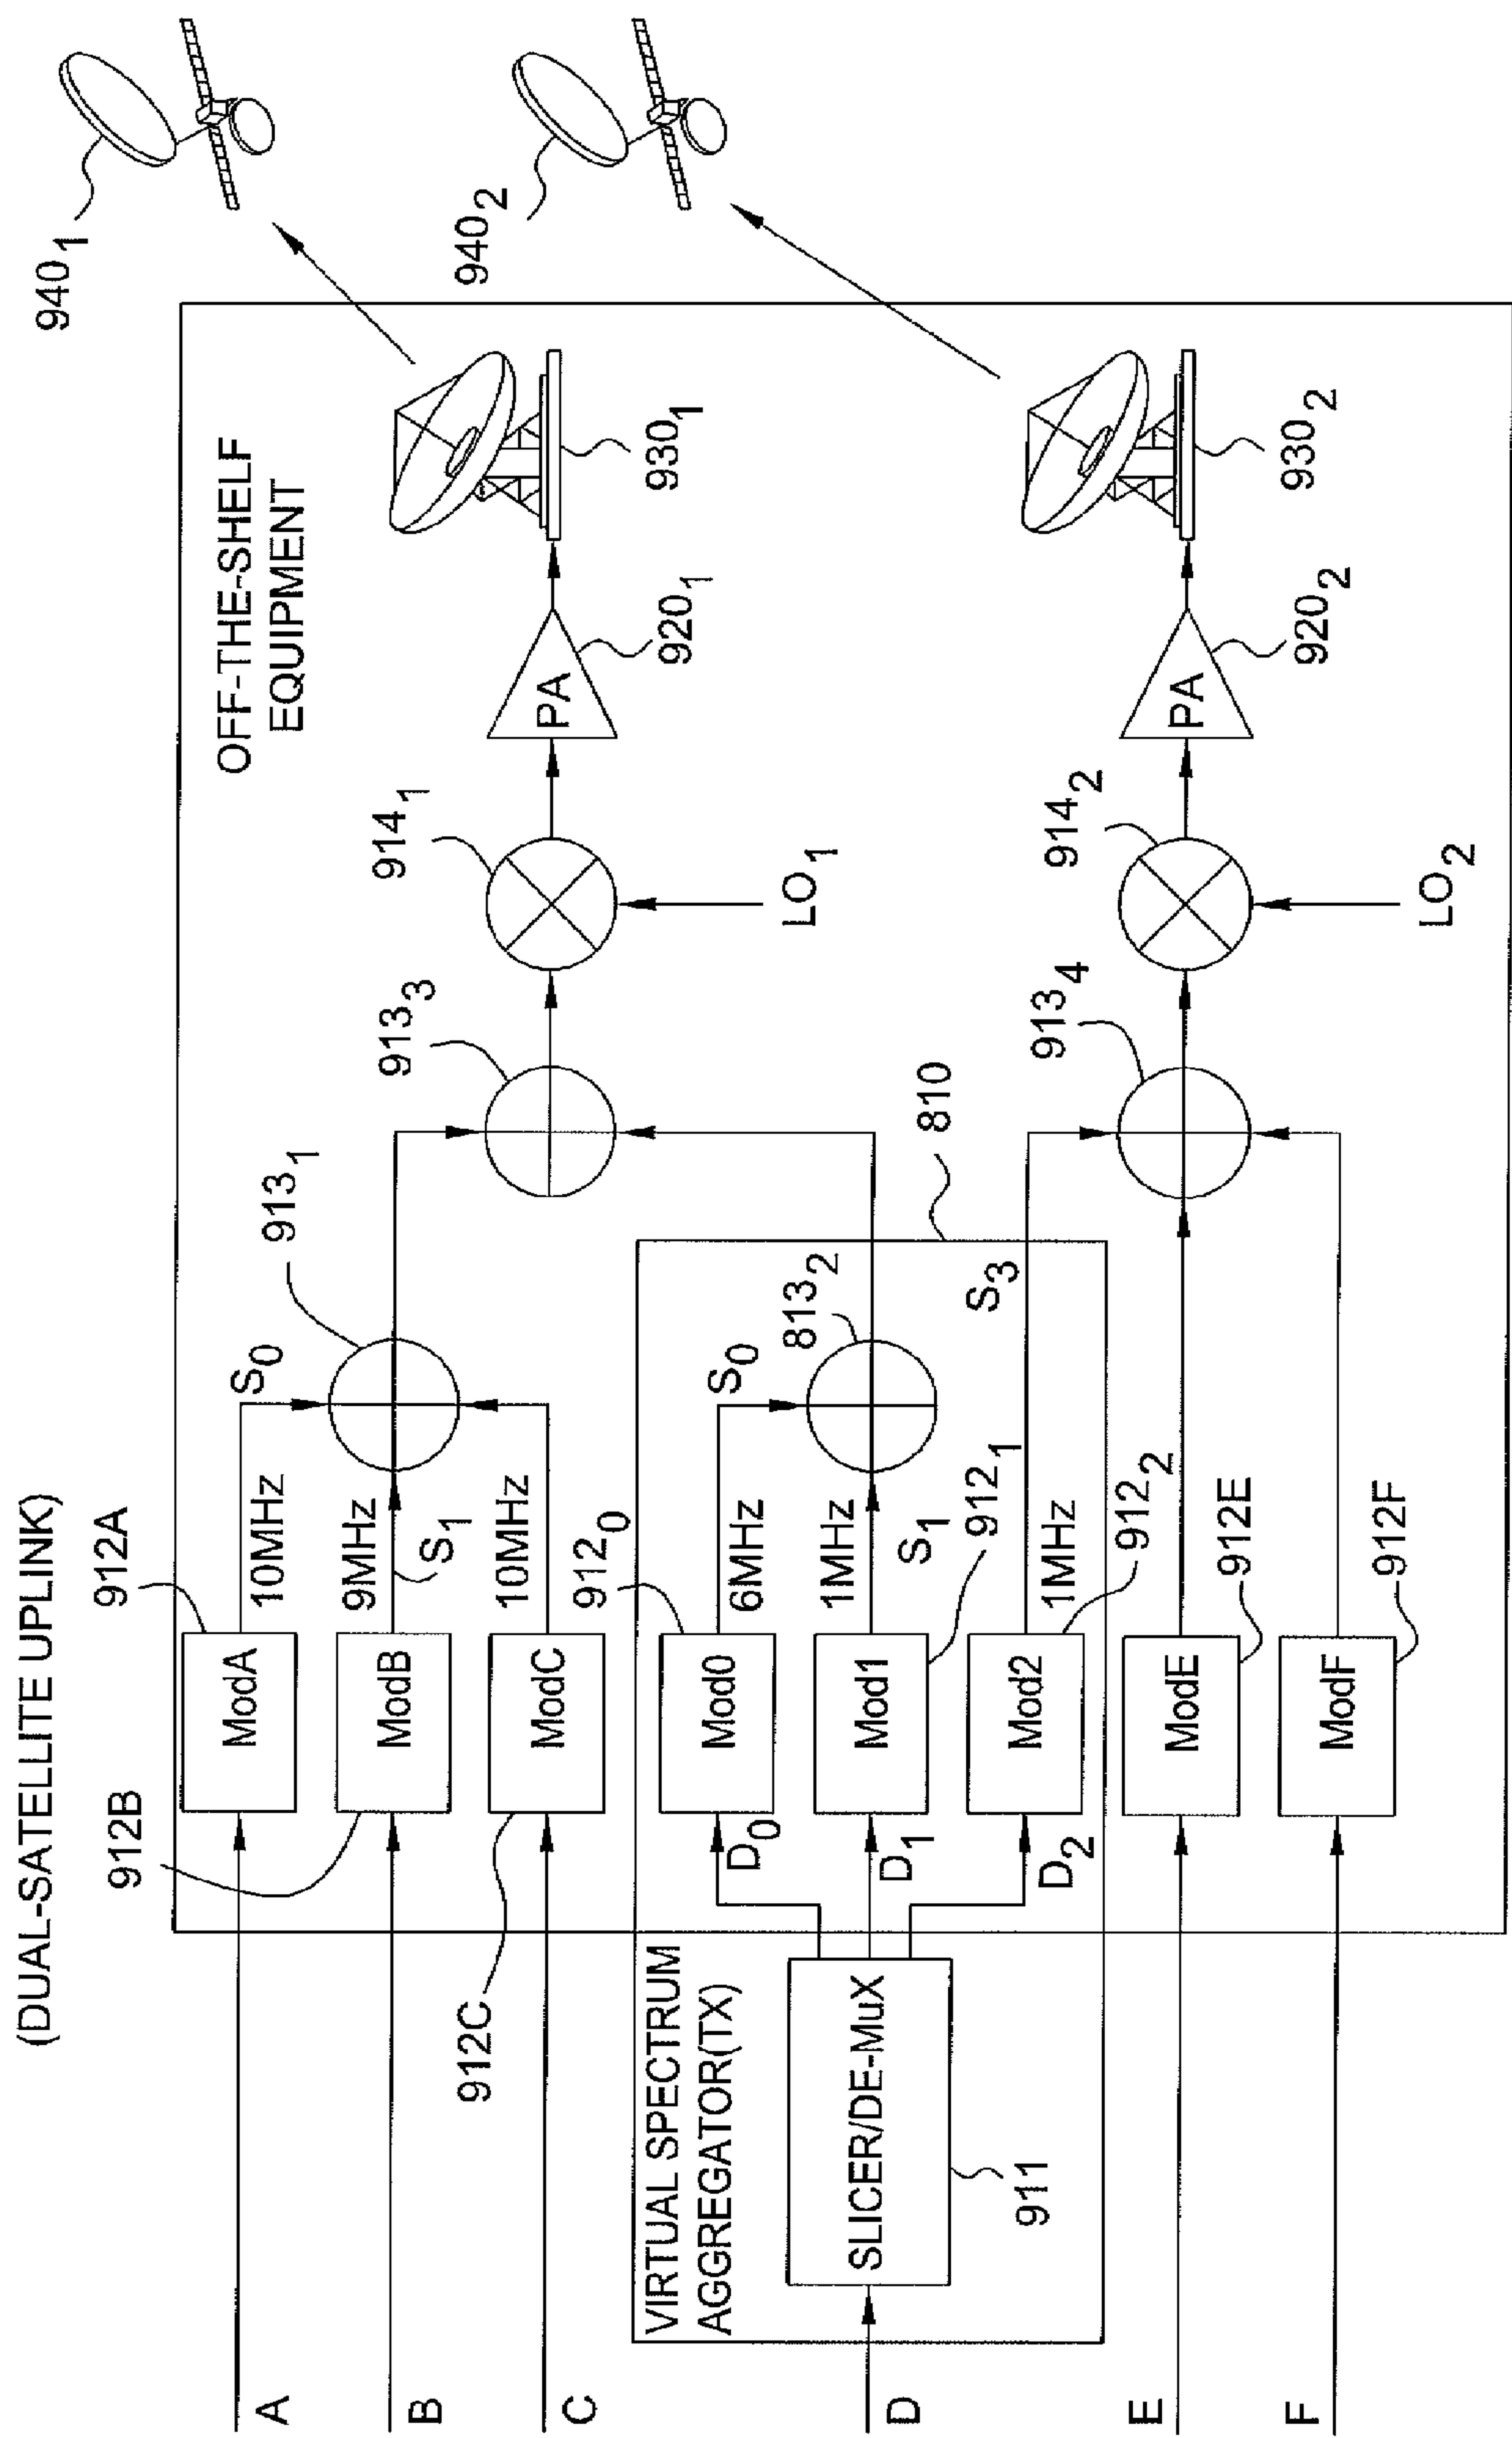 (DUAL-SATELLITE UPLINK)
OFF-THE-SHELF
EQUIPMENT
940₁
940₂
A
912A
ModA
10MHz
S₀
913₁
B
912B
ModB
9MHz
S₁
C
912C
ModC
10MHz
913₃
914₁
LO₁
PA
920₁
930₁
VIRTUAL SPECTRUM
AGGREGATOR(TX)
810
D
SLICER/DE-MuX
911
D₀
Mod0
912₀
6MHz
S₀
813₂
D₁
Mod1
1MHz
S₁
912₁
D₂
Mod2
1MHz
912₂
S₃
913₄
914₂
LO₂
PA
920₂
930₂
E
ModE
912E
F
ModF
912F